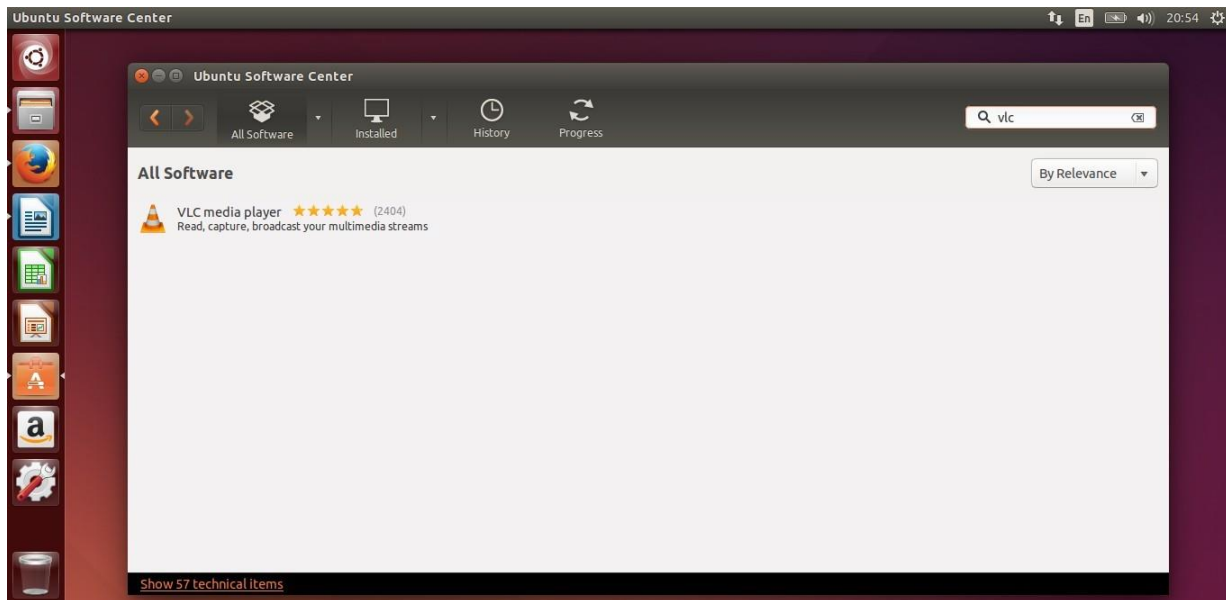 Ubuntu Software Center
En
20:54
Ubuntu Software Center
All Software
Installed
History
Progress
vlc
All Software
By Relevance
VLC media player (2404)
Read, capture, broadcast your multimedia streams
a
Show 57 technical items